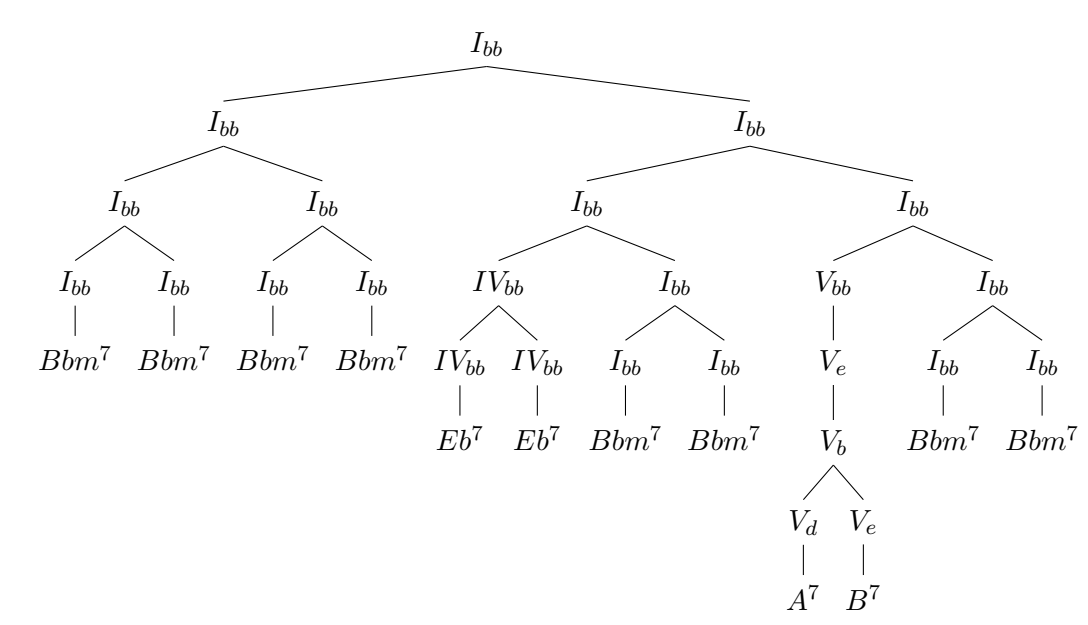 I_bb
I_bb I_bb
I_bb I_bb I_bb I_bb
I_bb I_bb I_bb I_bb IV_bb I_bb V_bb I_bb
Bbm^7 Bbm^7 Bbm^7 Bbm^7 IV_bb IV_bb I_bb I_bb V_e I_bb I_bb
Eb^7 Eb^7 Bbm^7 Bbm^7 V_b Bbm^7 Bbm^7
V_d V_e
A^7 B^7